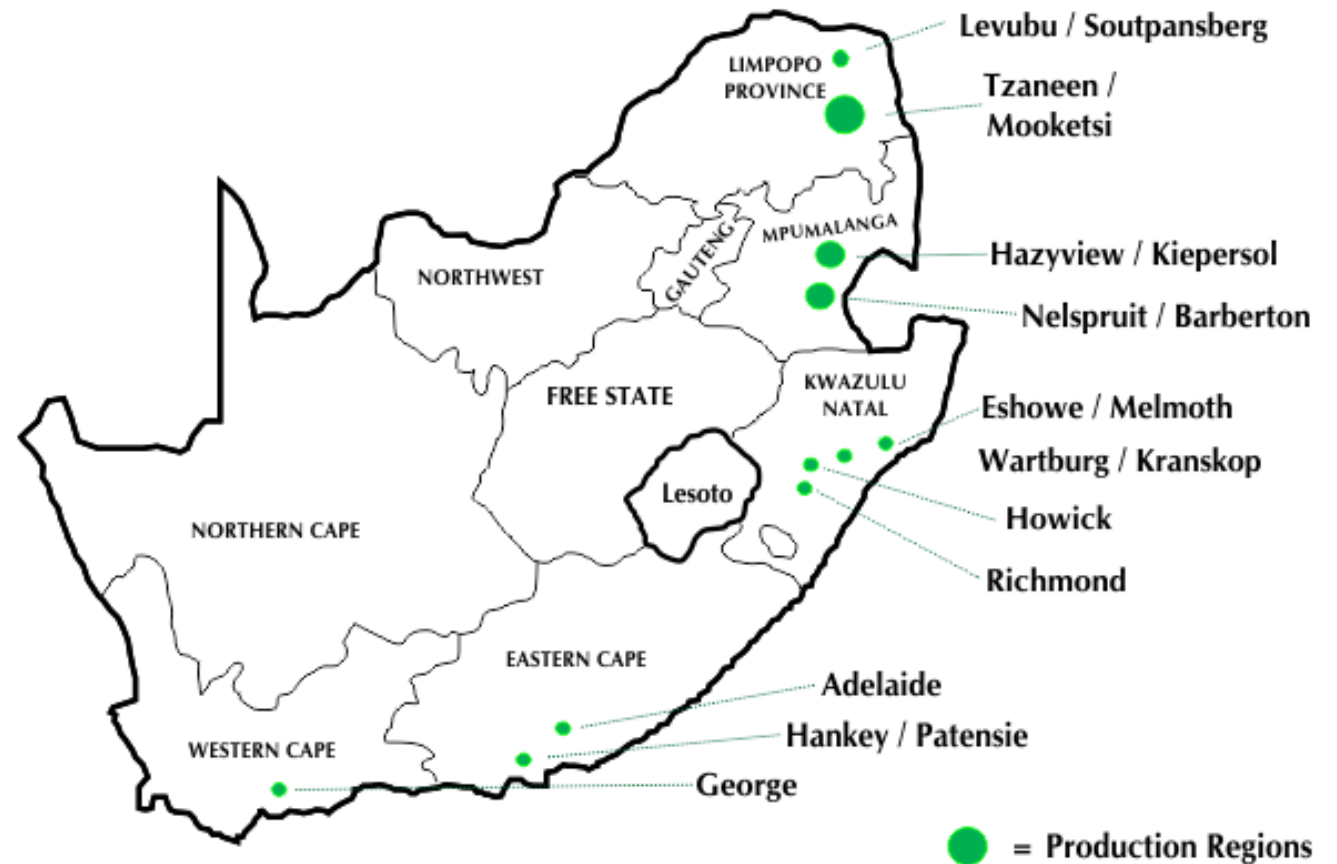 Levubu / Soutpansberg
LIMPOPO
PROVINCE
Tzaneen /
Mooketsi
MPUMALANGA
GAUTENG
NORTHWEST
Hazyview / Kiepersol
Nelspruit / Barberton
KWAZULU
NATAL
FREE STATE
Eshowe / Melmoth
Wartburg / Kranskop
Lesoto
Howick
NORTHERN CAPE
Richmond
EASTERN CAPE
Adelaide
Hankey / Patensie
WESTERN CAPE
George
= Production Regions